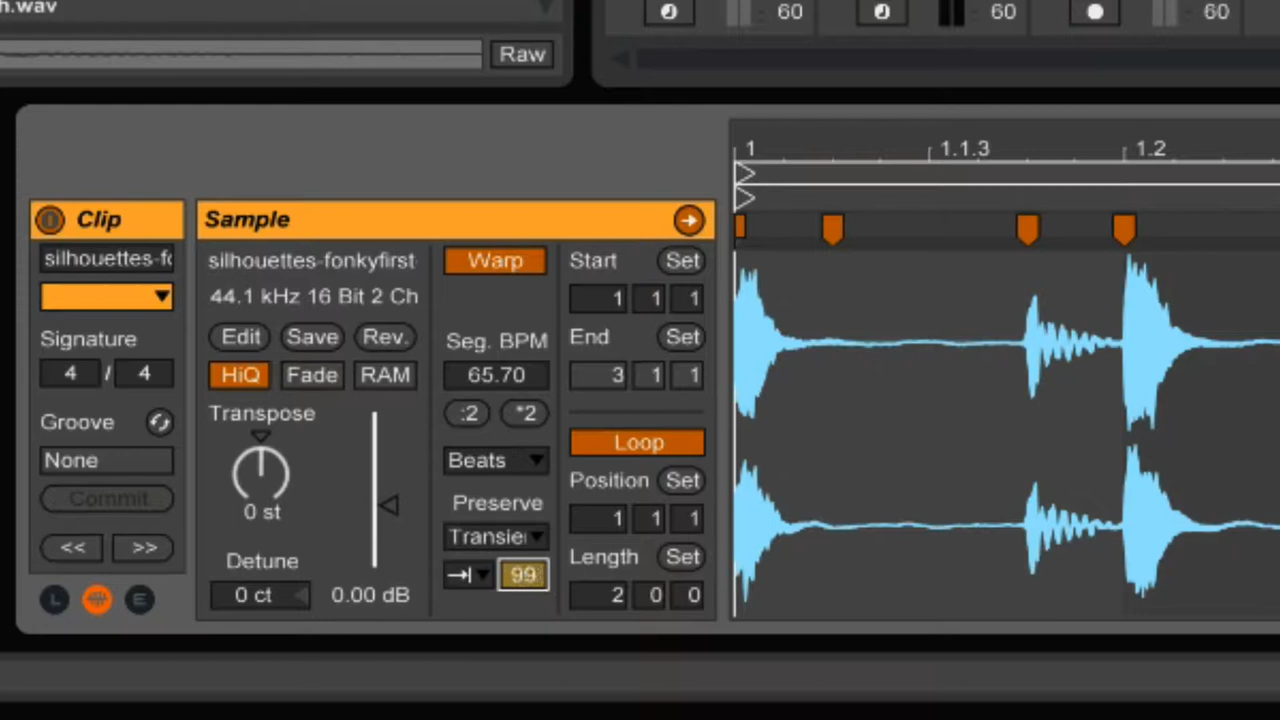 h.wav
Raw
60
60
60
1
1.1.3
1.2
Clip
silhouettes-f
Signature
4 / 4
Groove
None
Commit
<< >>
L E
Sample
silhouettes-fonkyfirst
44.1 kHz 16 Bit 2 Ch
Edit Save Rev.
HiQ Fade RAM
Transpose
0 st
Detune
0 ct 0.00 dB
Warp
Seg. BPM
65.70
:2 *2
Beats
Preserve
Transie
99
Start Set
1 1 1
End Set
3 1 1
Loop
Position Set
1 1 1
Length Set
2 0 0